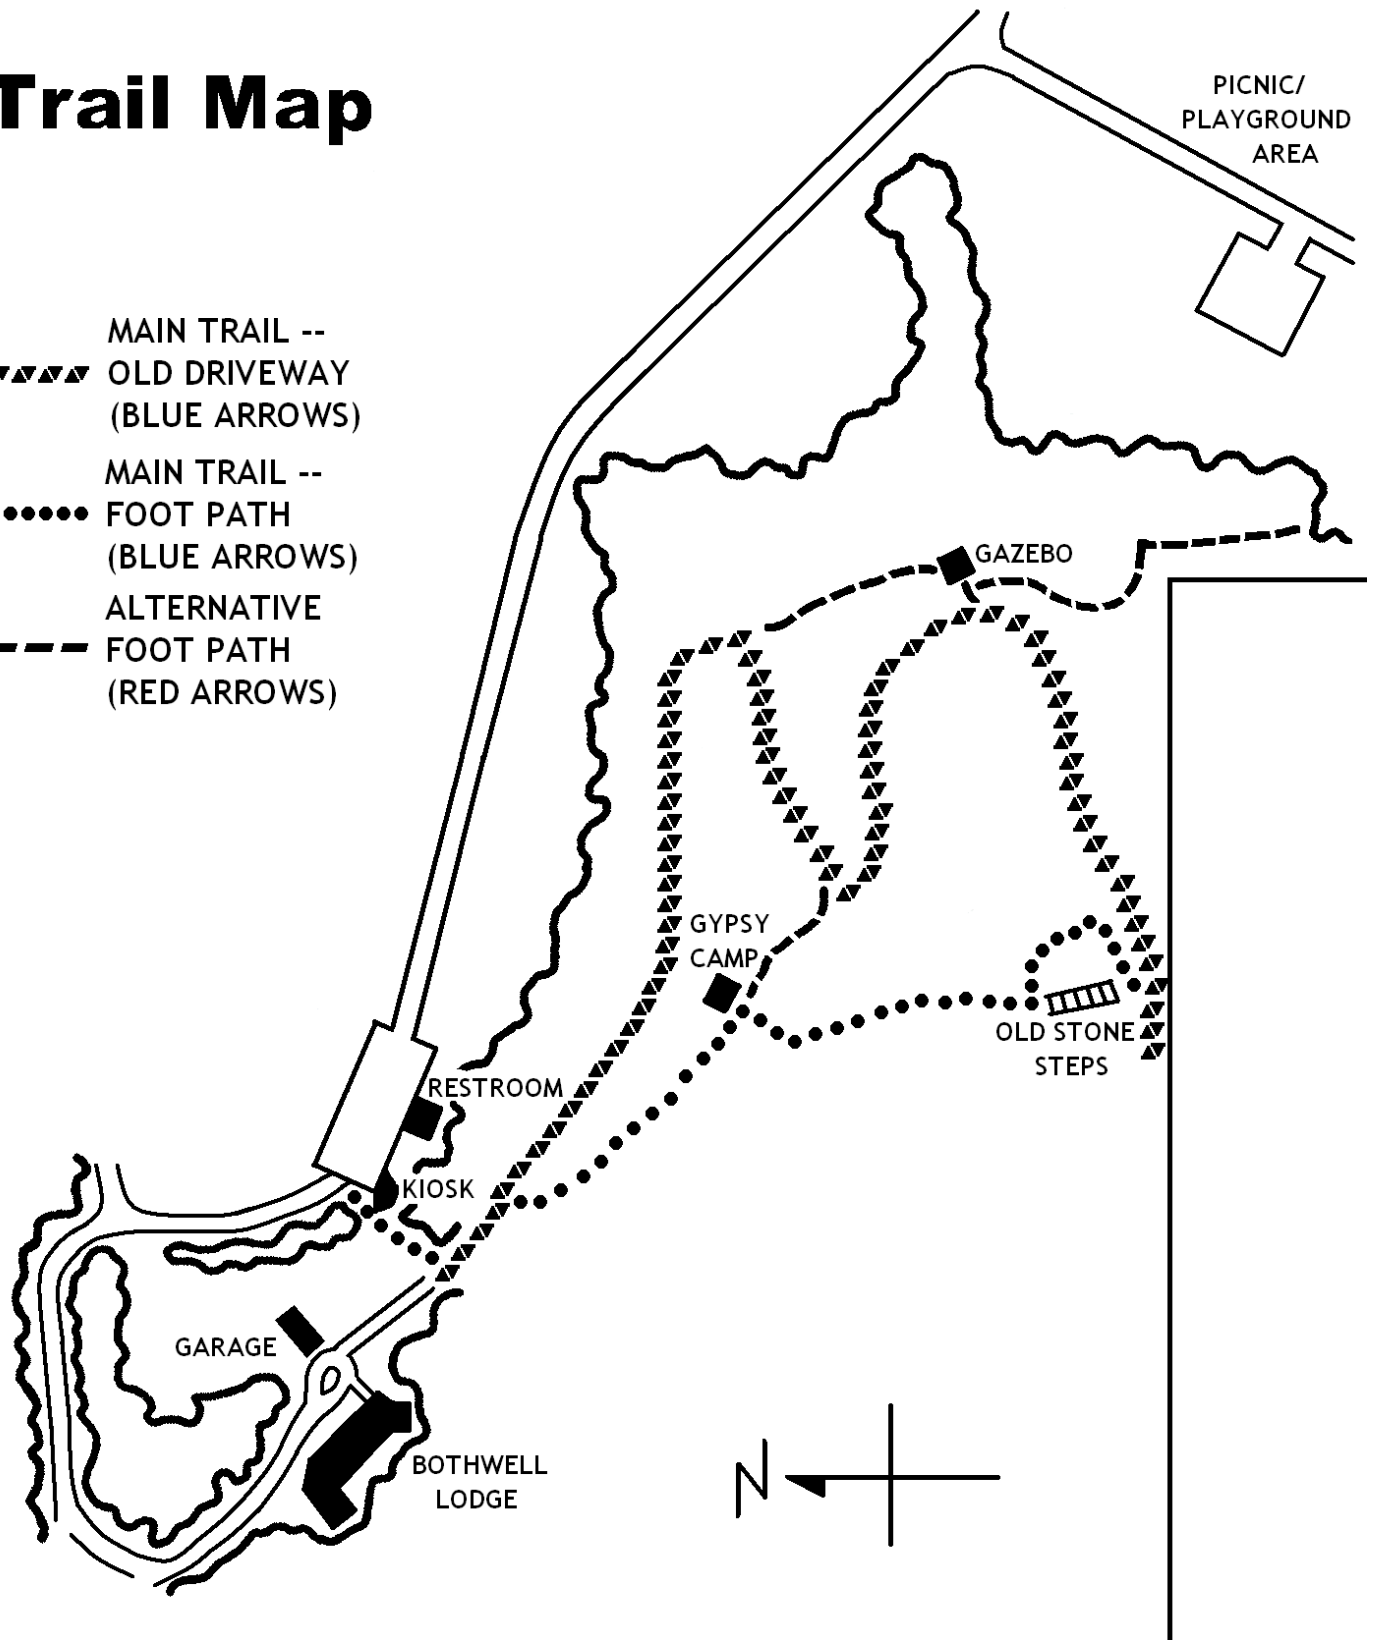 Trail Map
PICNIC/
PLAYGROUND
AREA
MAIN TRAIL --
OLD DRIVEWAY
(BLUE ARROWS)
MAIN TRAIL --
FOOT PATH
(BLUE ARROWS)
ALTERNATIVE
FOOT PATH
(RED ARROWS)
GAZEBO
GYPSY
CAMP
OLD STONE
STEPS
RESTROOM
KIOSK
GARAGE
BOTHWELL
LODGE
N